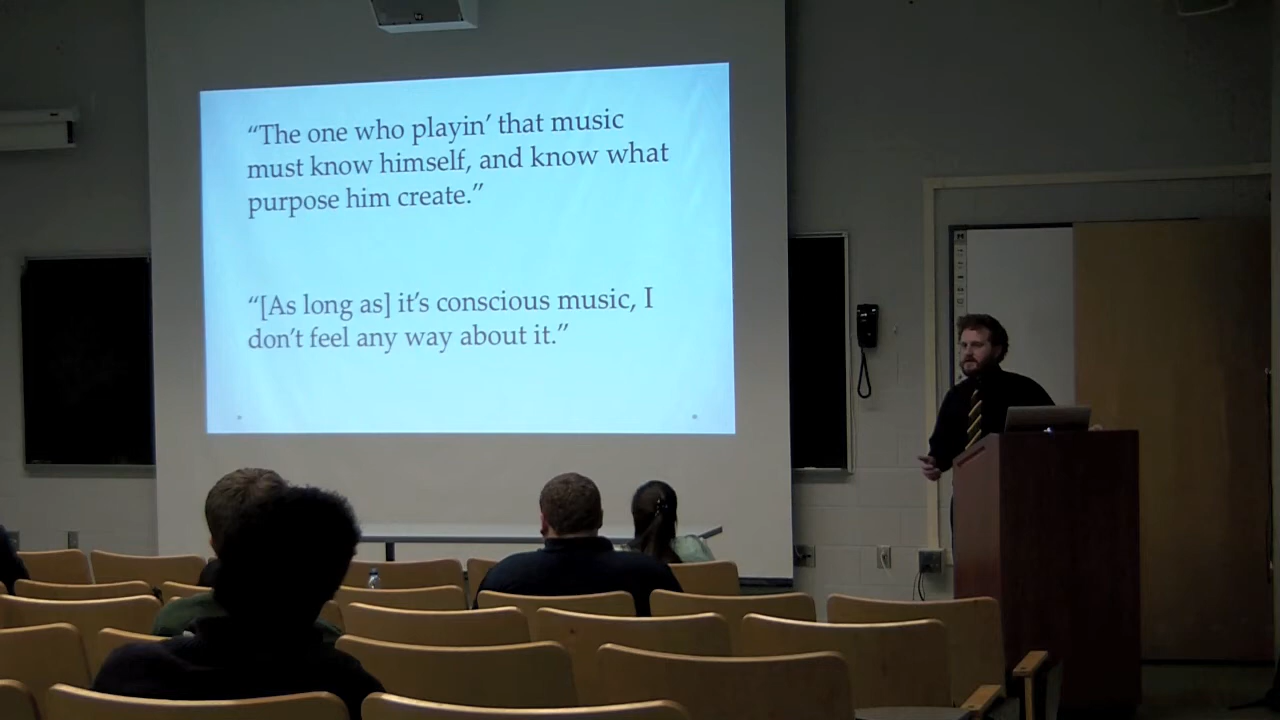 “The one who playin’ that music
must know himself, and know what
purpose him create.”
“[As long as] it’s conscious music, I
don’t feel any way about it.”